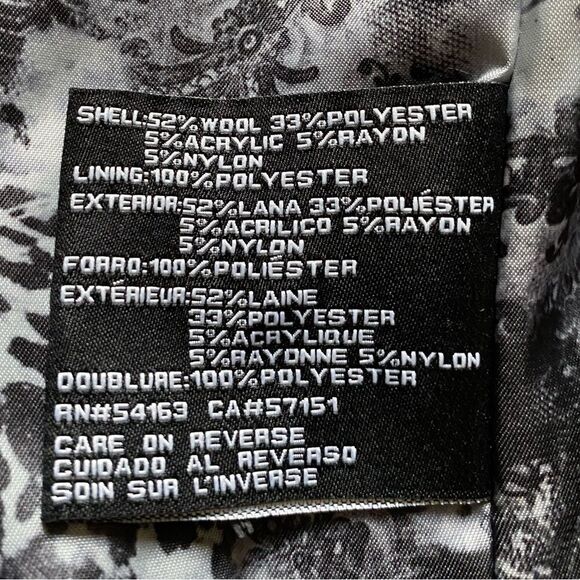 SHELL:52%WOOL 33%POLYESTER
5%ACRYLIC 5%RAYON
5%NYLON
LINING:100%POLYESTER
EXTERIOR:52%LANA 33%POLIÉSTER
5%ACRILICO 5%RAYON
5%NYLON
FORRO:100%POLIÉSTER
EXTÉRIEUR:52%LAINE
33%POLYESTER
5%ACRYLIQUE
5%RAYONNE 5%NYLON
DOUBLURE:100%POLYESTER
RN#54163 CA#57151
CARE ON REVERSE
CUIDADO AL REVERSO
SOIN SUR L'INVERSE